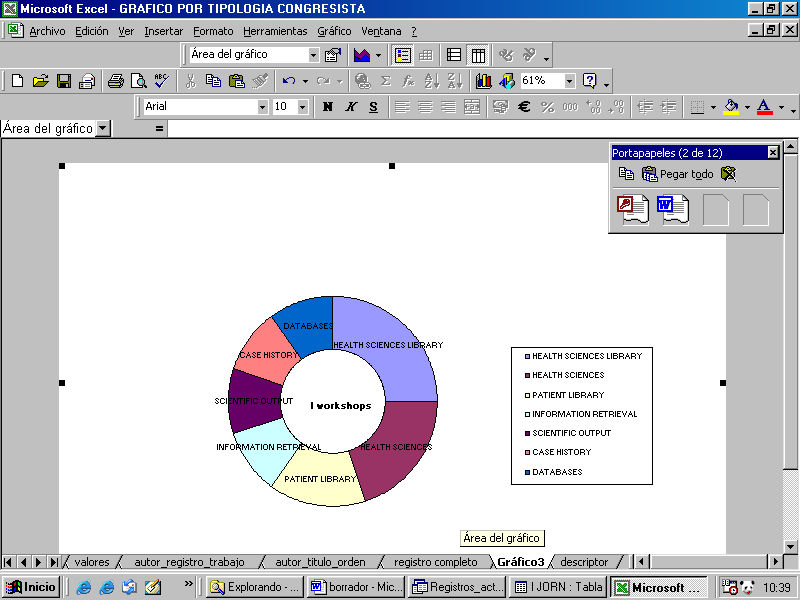 Microsoft Excel - GRAFICO POR TIPOLOGIA CONGRESISTA
Archivo Edición Ver Insertar Formato Herramientas Gráfico Ventana ?
Área del gráfico
61%
Arial 10 N K S € % 000
Área del gráfico =
Portapapeles (2 de 12)
Pegar todo
DATABASES
HEALTH SCIENCES LIBRARY
CASE HISTORY
SCIENTIFIC OUTPUT
I workshops
INFORMATION RETRIEVAL
HEALTH SCIENCES
PATIENT LIBRARY
HEALTH SCIENCES LIBRARY
HEALTH SCIENCES
PATIENT LIBRARY
INFORMATION RETRIEVAL
SCIENTIFIC OUTPUT
CASE HISTORY
DATABASES
Área del gráfico
valores autor_registro_trabajo autor_titulo_orden registro completo Gráfico3 descriptor
Inicio Explorando - ... borrador - Mic... Registros_act... I JORN : Tabla Microsoft ... 10:39